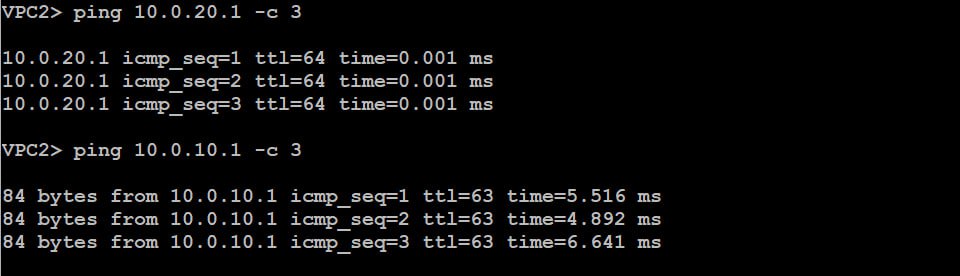 VPC2> ping 10.0.20.1 -c 3
10.0.20.1 icmp_seq=1 ttl=64 time=0.001 ms
10.0.20.1 icmp_seq=2 ttl=64 time=0.001 ms
10.0.20.1 icmp_seq=3 ttl=64 time=0.001 ms
VPC2> ping 10.0.10.1 -c 3
84 bytes from 10.0.10.1 icmp_seq=1 ttl=63 time=5.516 ms
84 bytes from 10.0.10.1 icmp_seq=2 ttl=63 time=4.892 ms
84 bytes from 10.0.10.1 icmp_seq=3 ttl=63 time=6.641 ms